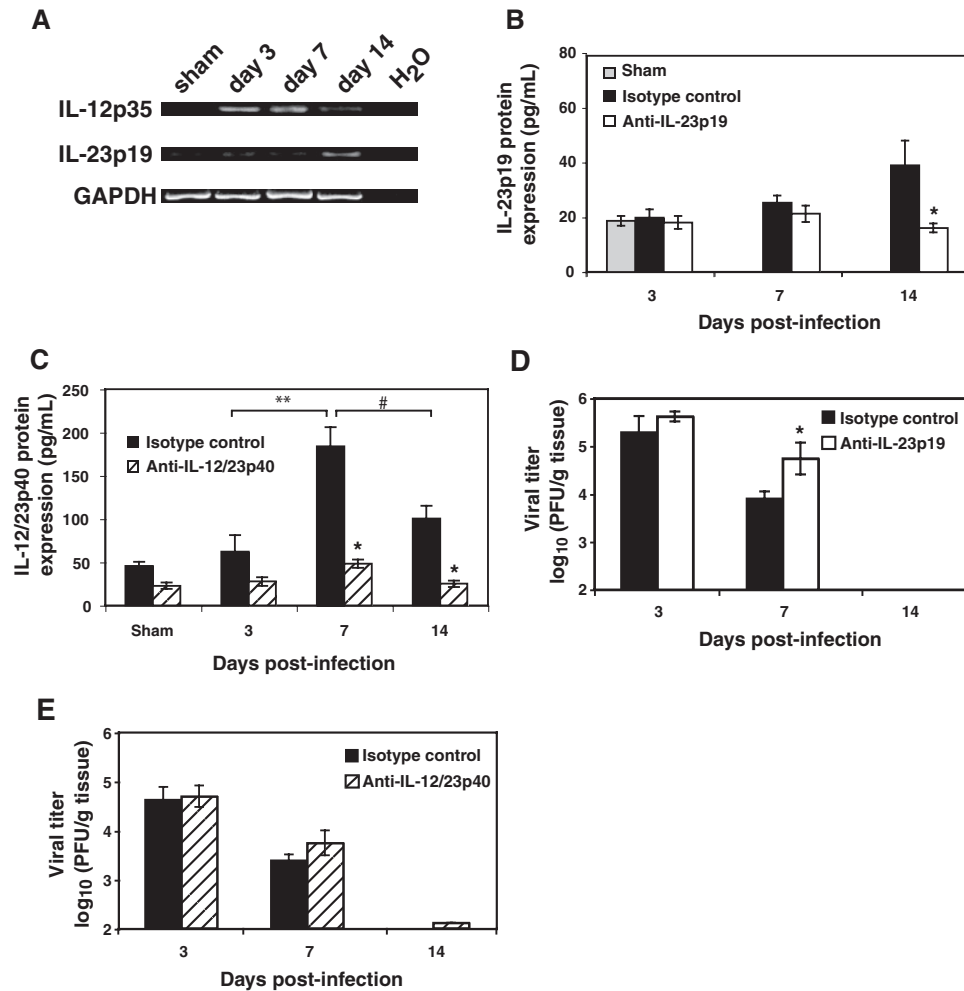 A
sham day 3 day 7 day 14 H2O
IL-12p35
IL-23p19
GAPDH
B
IL-23p19 protein
expression (pg/mL)
80
60
40
20
0
Sham
Isotype control
Anti-IL-23p19
*
3 7 14
Days post-infection
C
IL-12/23p40 protein
expression (pg/mL)
250
200
150
100
50
0
** #
Isotype control
Anti-IL-12/23p40
* *
Sham 3 7 14
Days post-infection
D
Viral titer
log10 (PFU/g tissue)
6
5
4
3
2
Isotype control
Anti-IL-23p19
*
3 7 14
Days post-infection
E
Viral titer
log10 (PFU/g tissue)
6
5
4
3
2
Isotype control
Anti-IL-12/23p40
3 7 14
Days post-infection